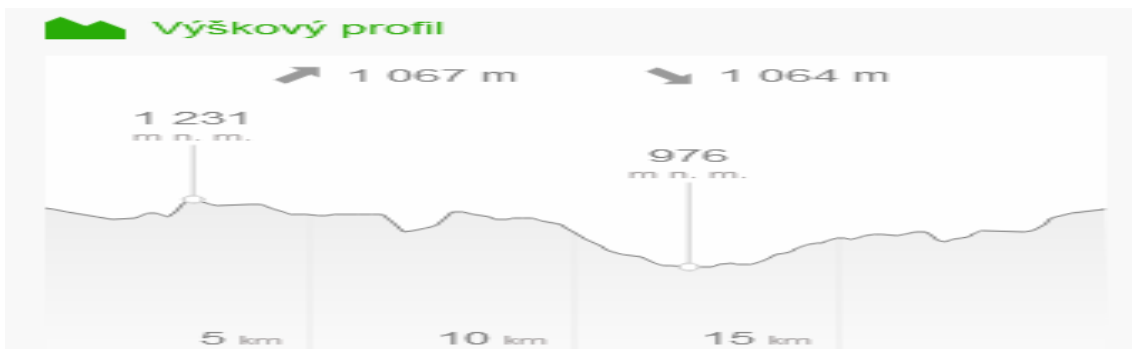 Výškový profil
1 067 m 1 064 m
1 231
m n. m.
976
m n. m.
5 km 10 km 15 km